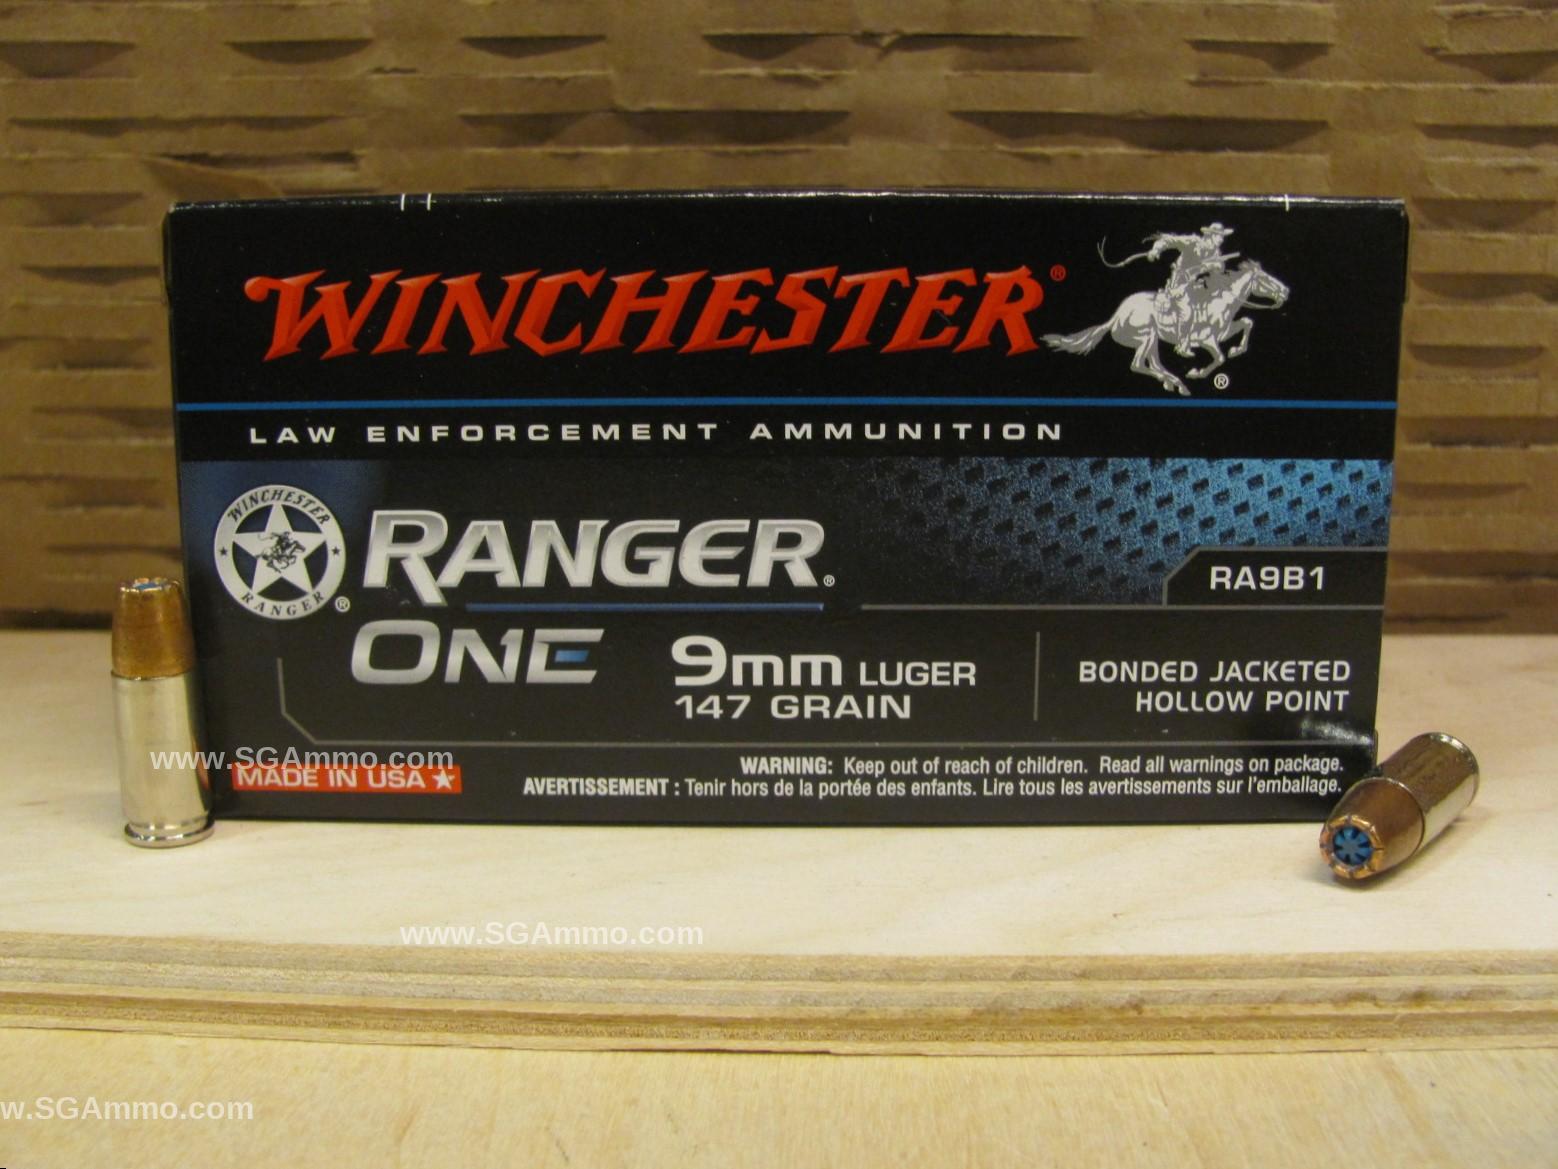 WINCHESTER®
®
LAW ENFORCEMENT AMMUNITION
WINCHESTER
RANGER
®
RANGER®
ONE
RA9B1
9mm LUGER
147 GRAIN
BONDED JACKETED
HOLLOW POINT
www.SGAmmo.com
MADE IN USA
WARNING: Keep out of reach of children. Read all warnings on package.
AVERTISSEMENT : Tenir hors de la portée des enfants. Lire tous les avertissements sur l'emballage.
www.SGAmmo.com
w.SGAmmo.com